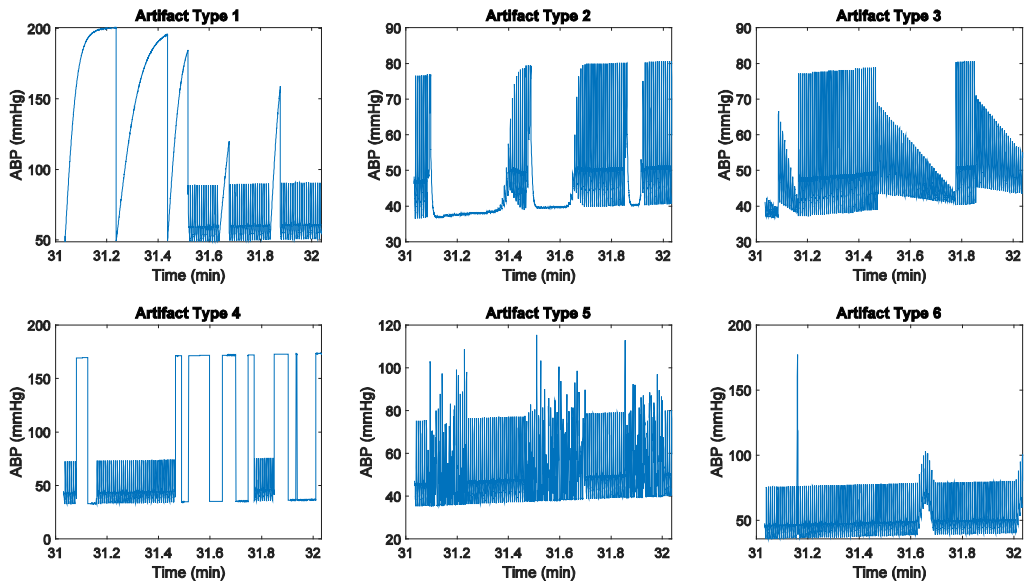 Artifact Type 1
200
150
100
50
ABP (mmHg)
31 31.2 31.4 31.6 31.8 32
Time (min)
Artifact Type 2
90
80
70
60
50
40
30
ABP (mmHg)
31 31.2 31.4 31.6 31.8 32
Time (min)
Artifact Type 3
90
80
70
60
50
40
30
ABP (mmHg)
31 31.2 31.4 31.6 31.8 32
Time (min)
Artifact Type 4
200
150
100
50
0
ABP (mmHg)
31 31.2 31.4 31.6 31.8 32
Time (min)
Artifact Type 5
120
100
80
60
40
20
ABP (mmHg)
31 31.2 31.4 31.6 31.8 32
Time (min)
Artifact Type 6
200
150
100
50
ABP (mmHg)
31 31.2 31.4 31.6 31.8 32
Time (min)